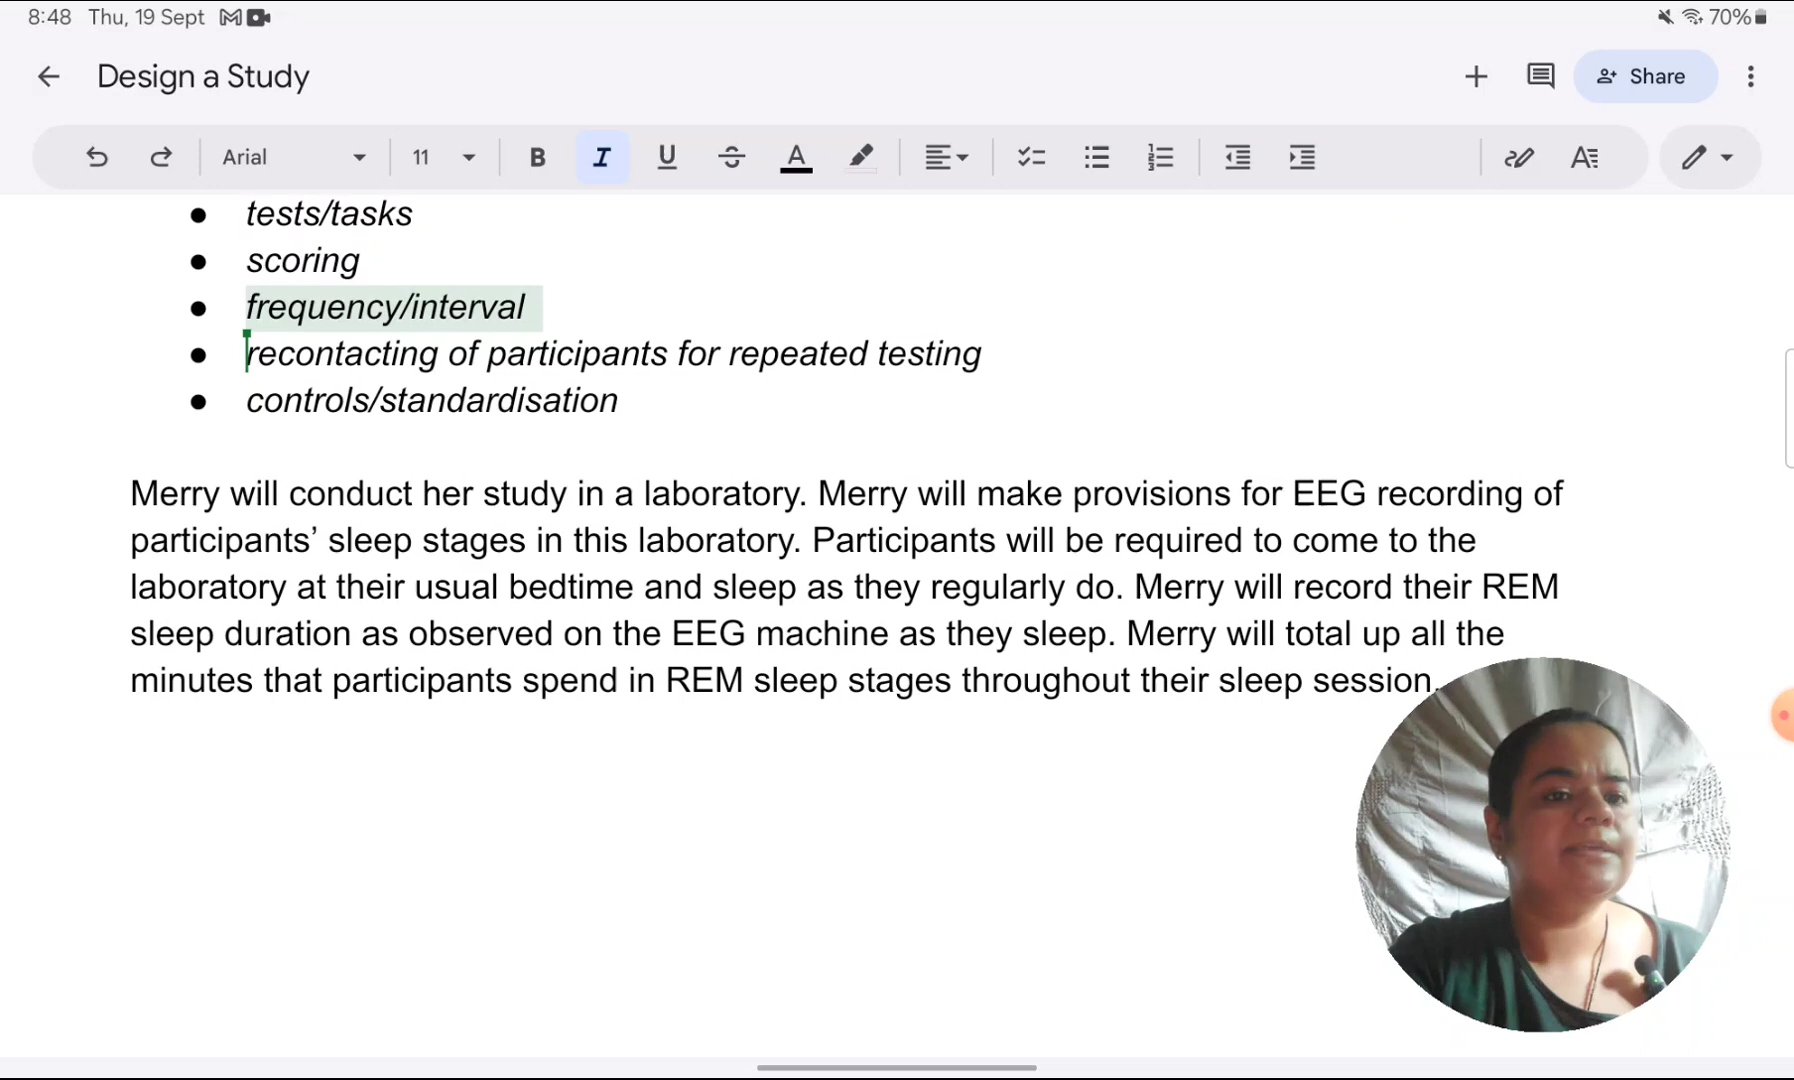 8:48 Thu, 19 Sept 70%
Design a Study
Share
Arial 11 B I U S A
tests/tasks
scoring
frequency/interval
recontacting of participants for repeated testing
controls/standardisation
Merry will conduct her study in a laboratory. Merry will make provisions for EEG recording of
participants’ sleep stages in this laboratory. Participants will be required to come to the
laboratory at their usual bedtime and sleep as they regularly do. Merry will record their REM
sleep duration as observed on the EEG machine as they sleep. Merry will total up all the
minutes that participants spend in REM sleep stages throughout their sleep session.